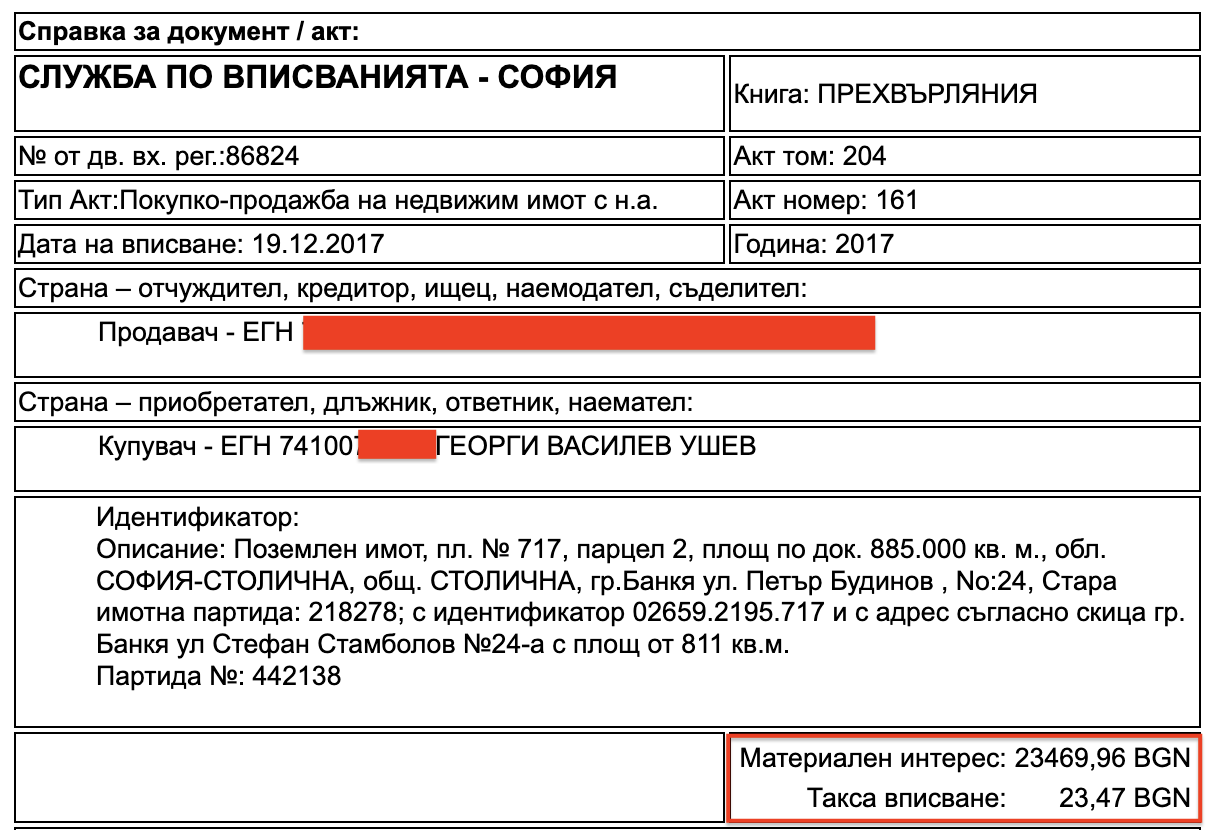 Справка за документ / акт:
СЛУЖБА ПО ВПИСВАНИЯТА - СОФИЯ
Книга: ПРЕХВЪРЛЯНИЯ
№ от дв. вх. рег.:86824
Акт том: 204
Тип Акт:Покупко-продажба на недвижим имот с н.а.
Акт номер: 161
Дата на вписване: 19.12.2017
Година: 2017
Страна – отчуждител, кредитор, ищец, наемодател, съделител:
Продавач - ЕГН
Страна – приобретател, длъжник, ответник, наемател:
Купувач - ЕГН 741007 ГЕОРГИ ВАСИЛЕВ УШЕВ
Идентификатор:
Описание: Поземлен имот, пл. № 717, парцел 2, площ по док. 885.000 кв. м., обл.
СОФИЯ-СТОЛИЧНА, общ. СТОЛИЧНА, гр.Банкя ул. Петър Будинов , No:24, Стара
имотна партида: 218278; с идентификатор 02659.2195.717 и с адрес съгласно скица гр.
Банкя ул Стефан Стамболов №24-а с площ от 811 кв.м.
Партида №: 442138
Материален интерес: 23469,96 BGN
Такса вписване: 23,47 BGN